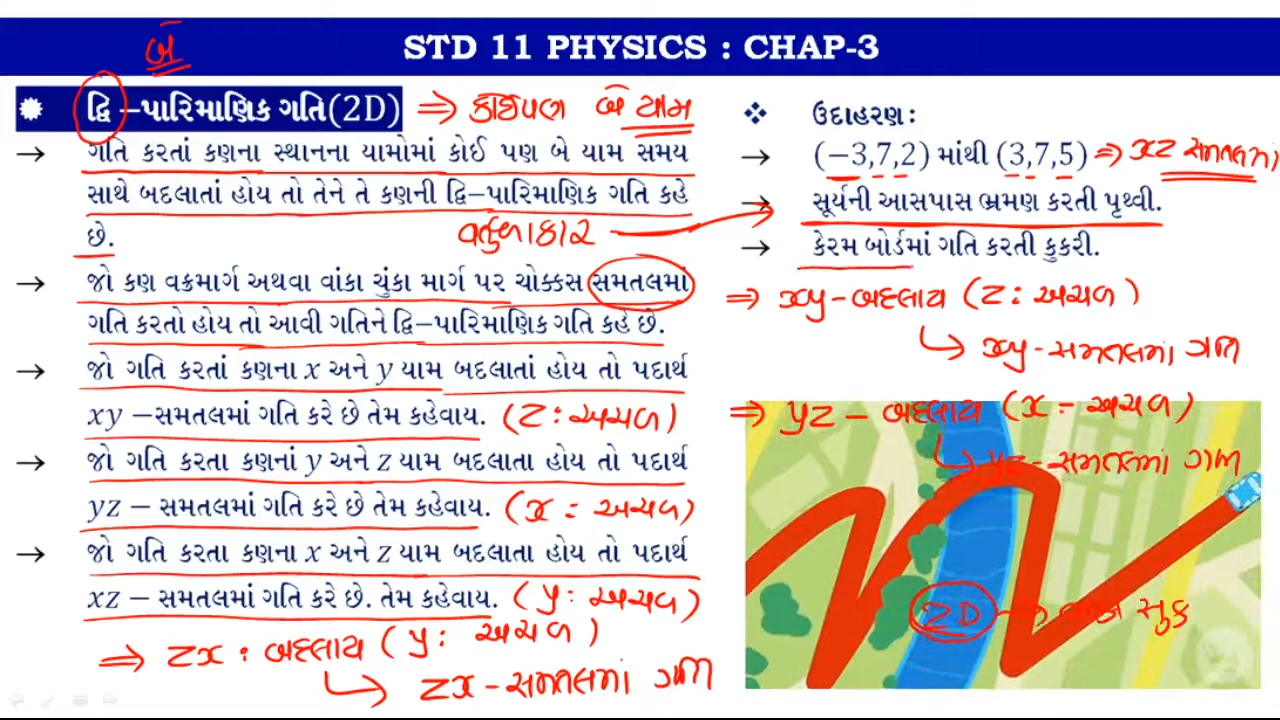 બે
STD 11 PHYSICS : CHAP-3
દ્વિ–પારિમાણિક ગતિ(2D) ⇒ કોઈપણ બે યામ
→ ગતિ કરતાં કણના સ્થાનના યામોમાં કોઈ પણ બે યામ સમય
સાથે બદલાતાં હોય તો તેને તે કણની દ્વિ–પારિમાણિક ગતિ કહે
છે.
વર્તુળાકાર
→ જો કણ વક્રમાર્ગ અથવા વાંકા ચુંકા માર્ગ પર ચોક્કસ સમતલમાં
ગતિ કરતો હોય તો આવી ગતિને દ્વિ–પારિમાણિક ગતિ કહે છે.
→ જો ગતિ કરતાં કણના x અને y યામ બદલાતાં હોય તો પદાર્થ
xy –સમતલમાં ગતિ કરે છે તેમ કહેવાય. (z : અચળ)
→ જો ગતિ કરતા કણનાં y અને z યામ બદલાતા હોય તો પદાર્થ
yz – સમતલમાં ગતિ કરે છે તેમ કહેવાય. (x = અચળ)
→ જો ગતિ કરતા કણના x અને z યામ બદલાતા હોય તો પદાર્થ
xz – સમતલમાં ગતિ કરે છે. તેમ કહેવાય. (y : અચળ)
⇒ zx : બદલાય (y : અચળ)
zx - સમતલમાં ગતિ
❖ ઉદાહરણ:
→ (−3,7,2) માંથી (3,7,5) ⇒ xz સમતલમાં
→ સૂર્યની આસપાસ ભ્રમણ કરતી પૃથ્વી.
→ કેરમ બોર્ડમાં ગતિ કરતી કુકરી.
⇒ xy - બદલાય (z : અચળ)
xy - સમતલમાં ગતિ
⇒ yz - બદલાય (x - અચળ)
yz - સમતલમાં ગતિ
2D